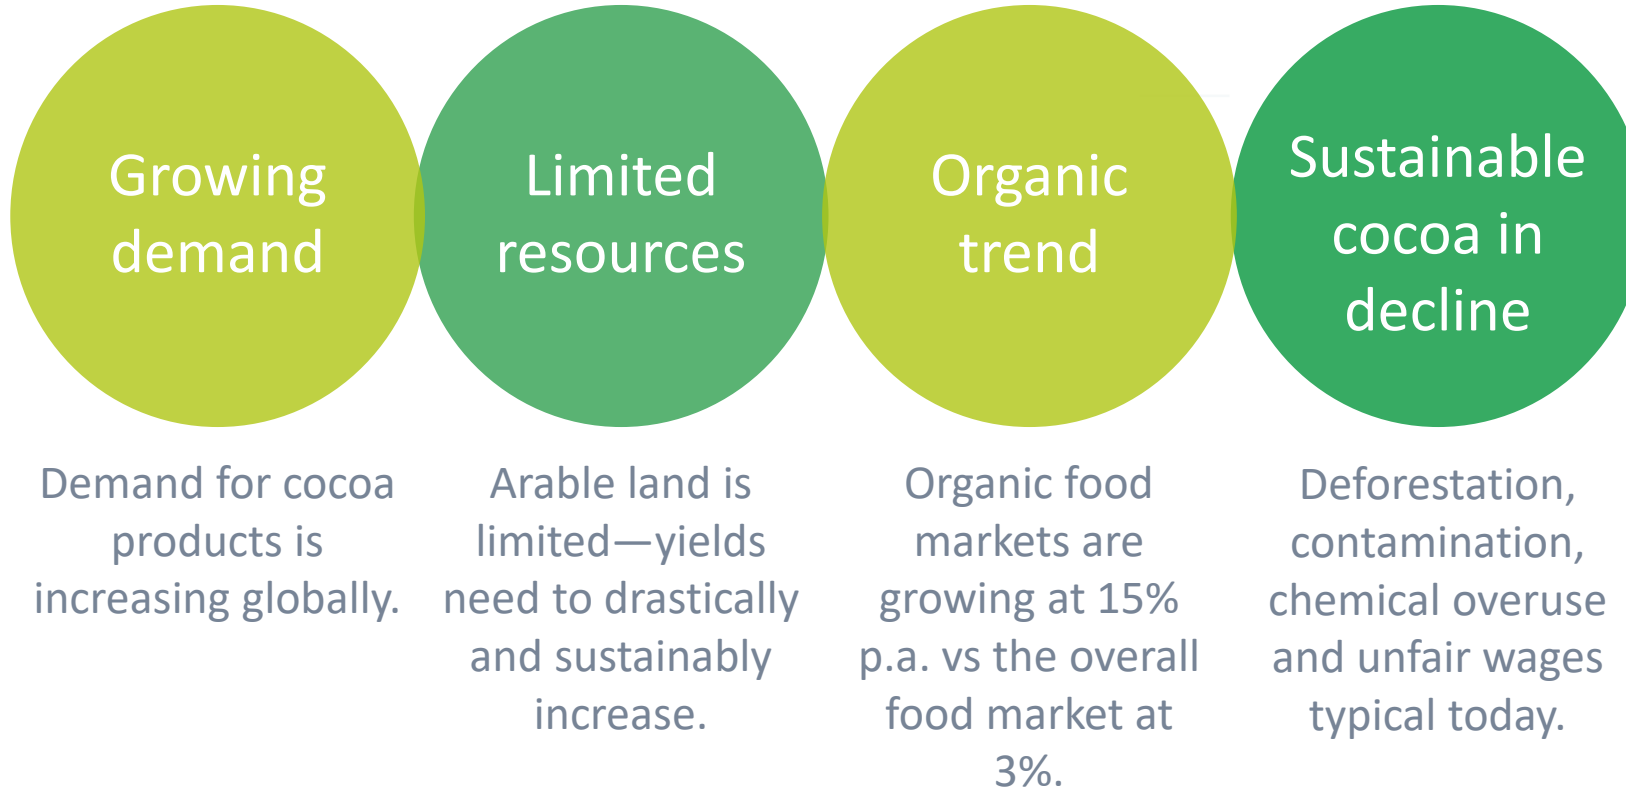 Growing
demand
Limited
resources
Organic
trend
Sustainable
cocoa in
decline
Demand for cocoa
products is
increasing globally.
Arable land is
limited—yields
need to drastically
and sustainably
increase.
Organic food
markets are
growing at 15%
p.a. vs the overall
food market at
3%.
Deforestation,
contamination,
chemical overuse
and unfair wages
typical today.